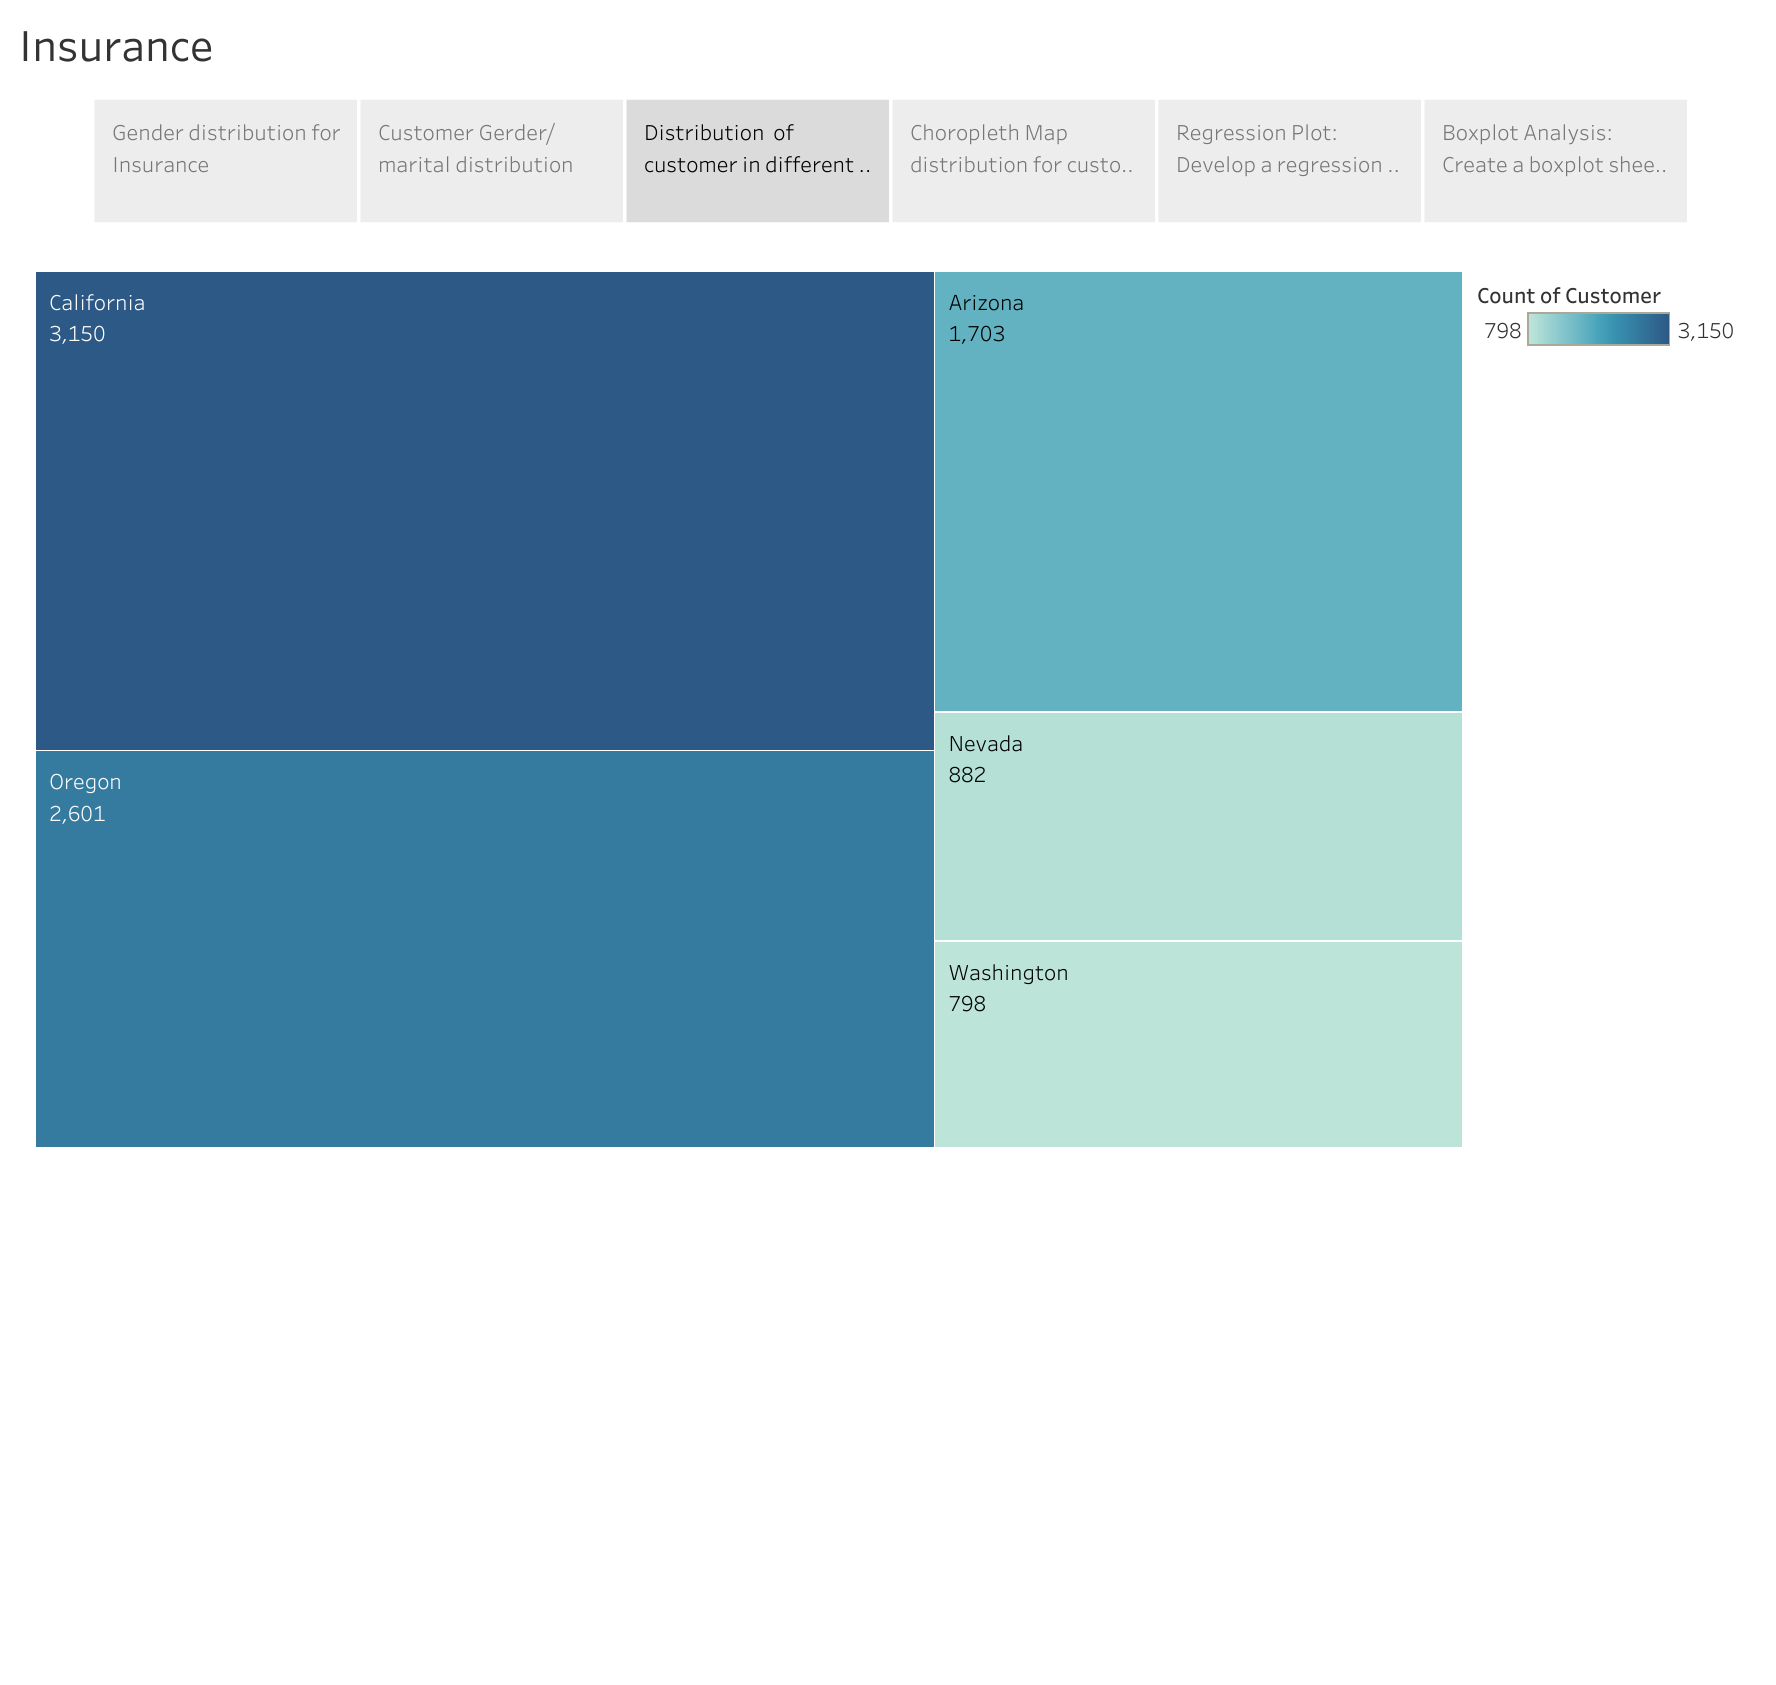 Insurance
Gender distribution for
Insurance
Customer Gerder/
marital distribution
Distribution  of
customer in different ..
Choropleth Map
distribution for custo..
Regression Plot:
Develop a regression ..
Boxplot Analysis:
Create a boxplot shee..
California
3,150
Oregon
2,601
Arizona
1,703
Nevada
882
Washington
798
Count of Customer
798 3,150